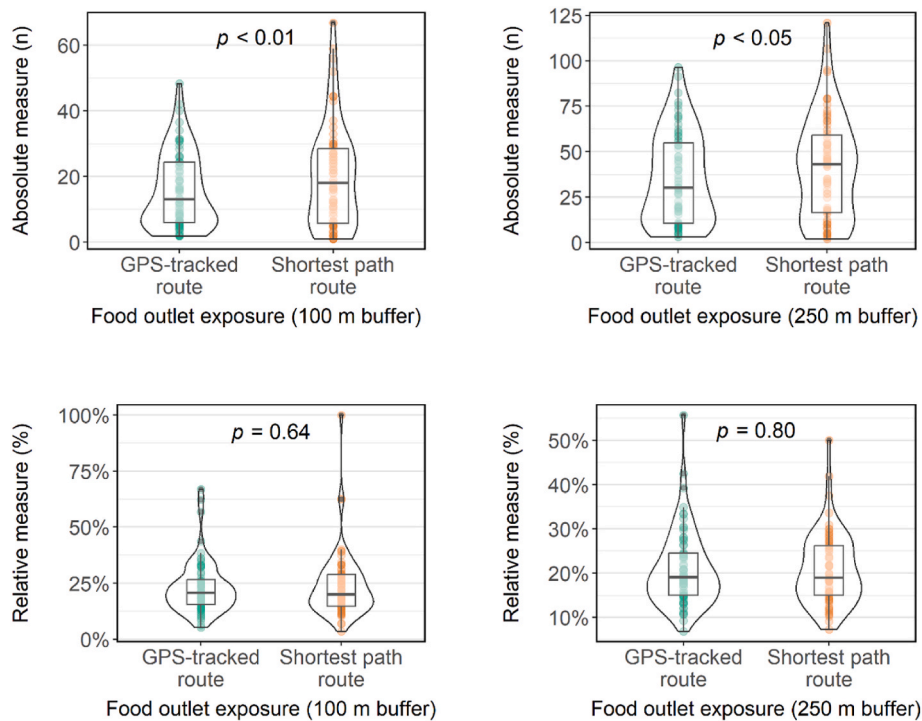 Abosolute measure (n)
60
40
20
0
p < 0.01
GPS-tracked route
Shortest path route
Food outlet exposure (100 m buffer)
Abosolute measure (n)
125
100
75
50
25
0
p < 0.05
GPS-tracked route
Shortest path route
Food outlet exposure (250 m buffer)
Relative measure (%)
100%
75%
50%
25%
0%
p = 0.64
GPS-tracked route
Shortest path route
Food outlet exposure (100 m buffer)
Relative measure (%)
50%
40%
30%
20%
10%
p = 0.80
GPS-tracked route
Shortest path route
Food outlet exposure (250 m buffer)